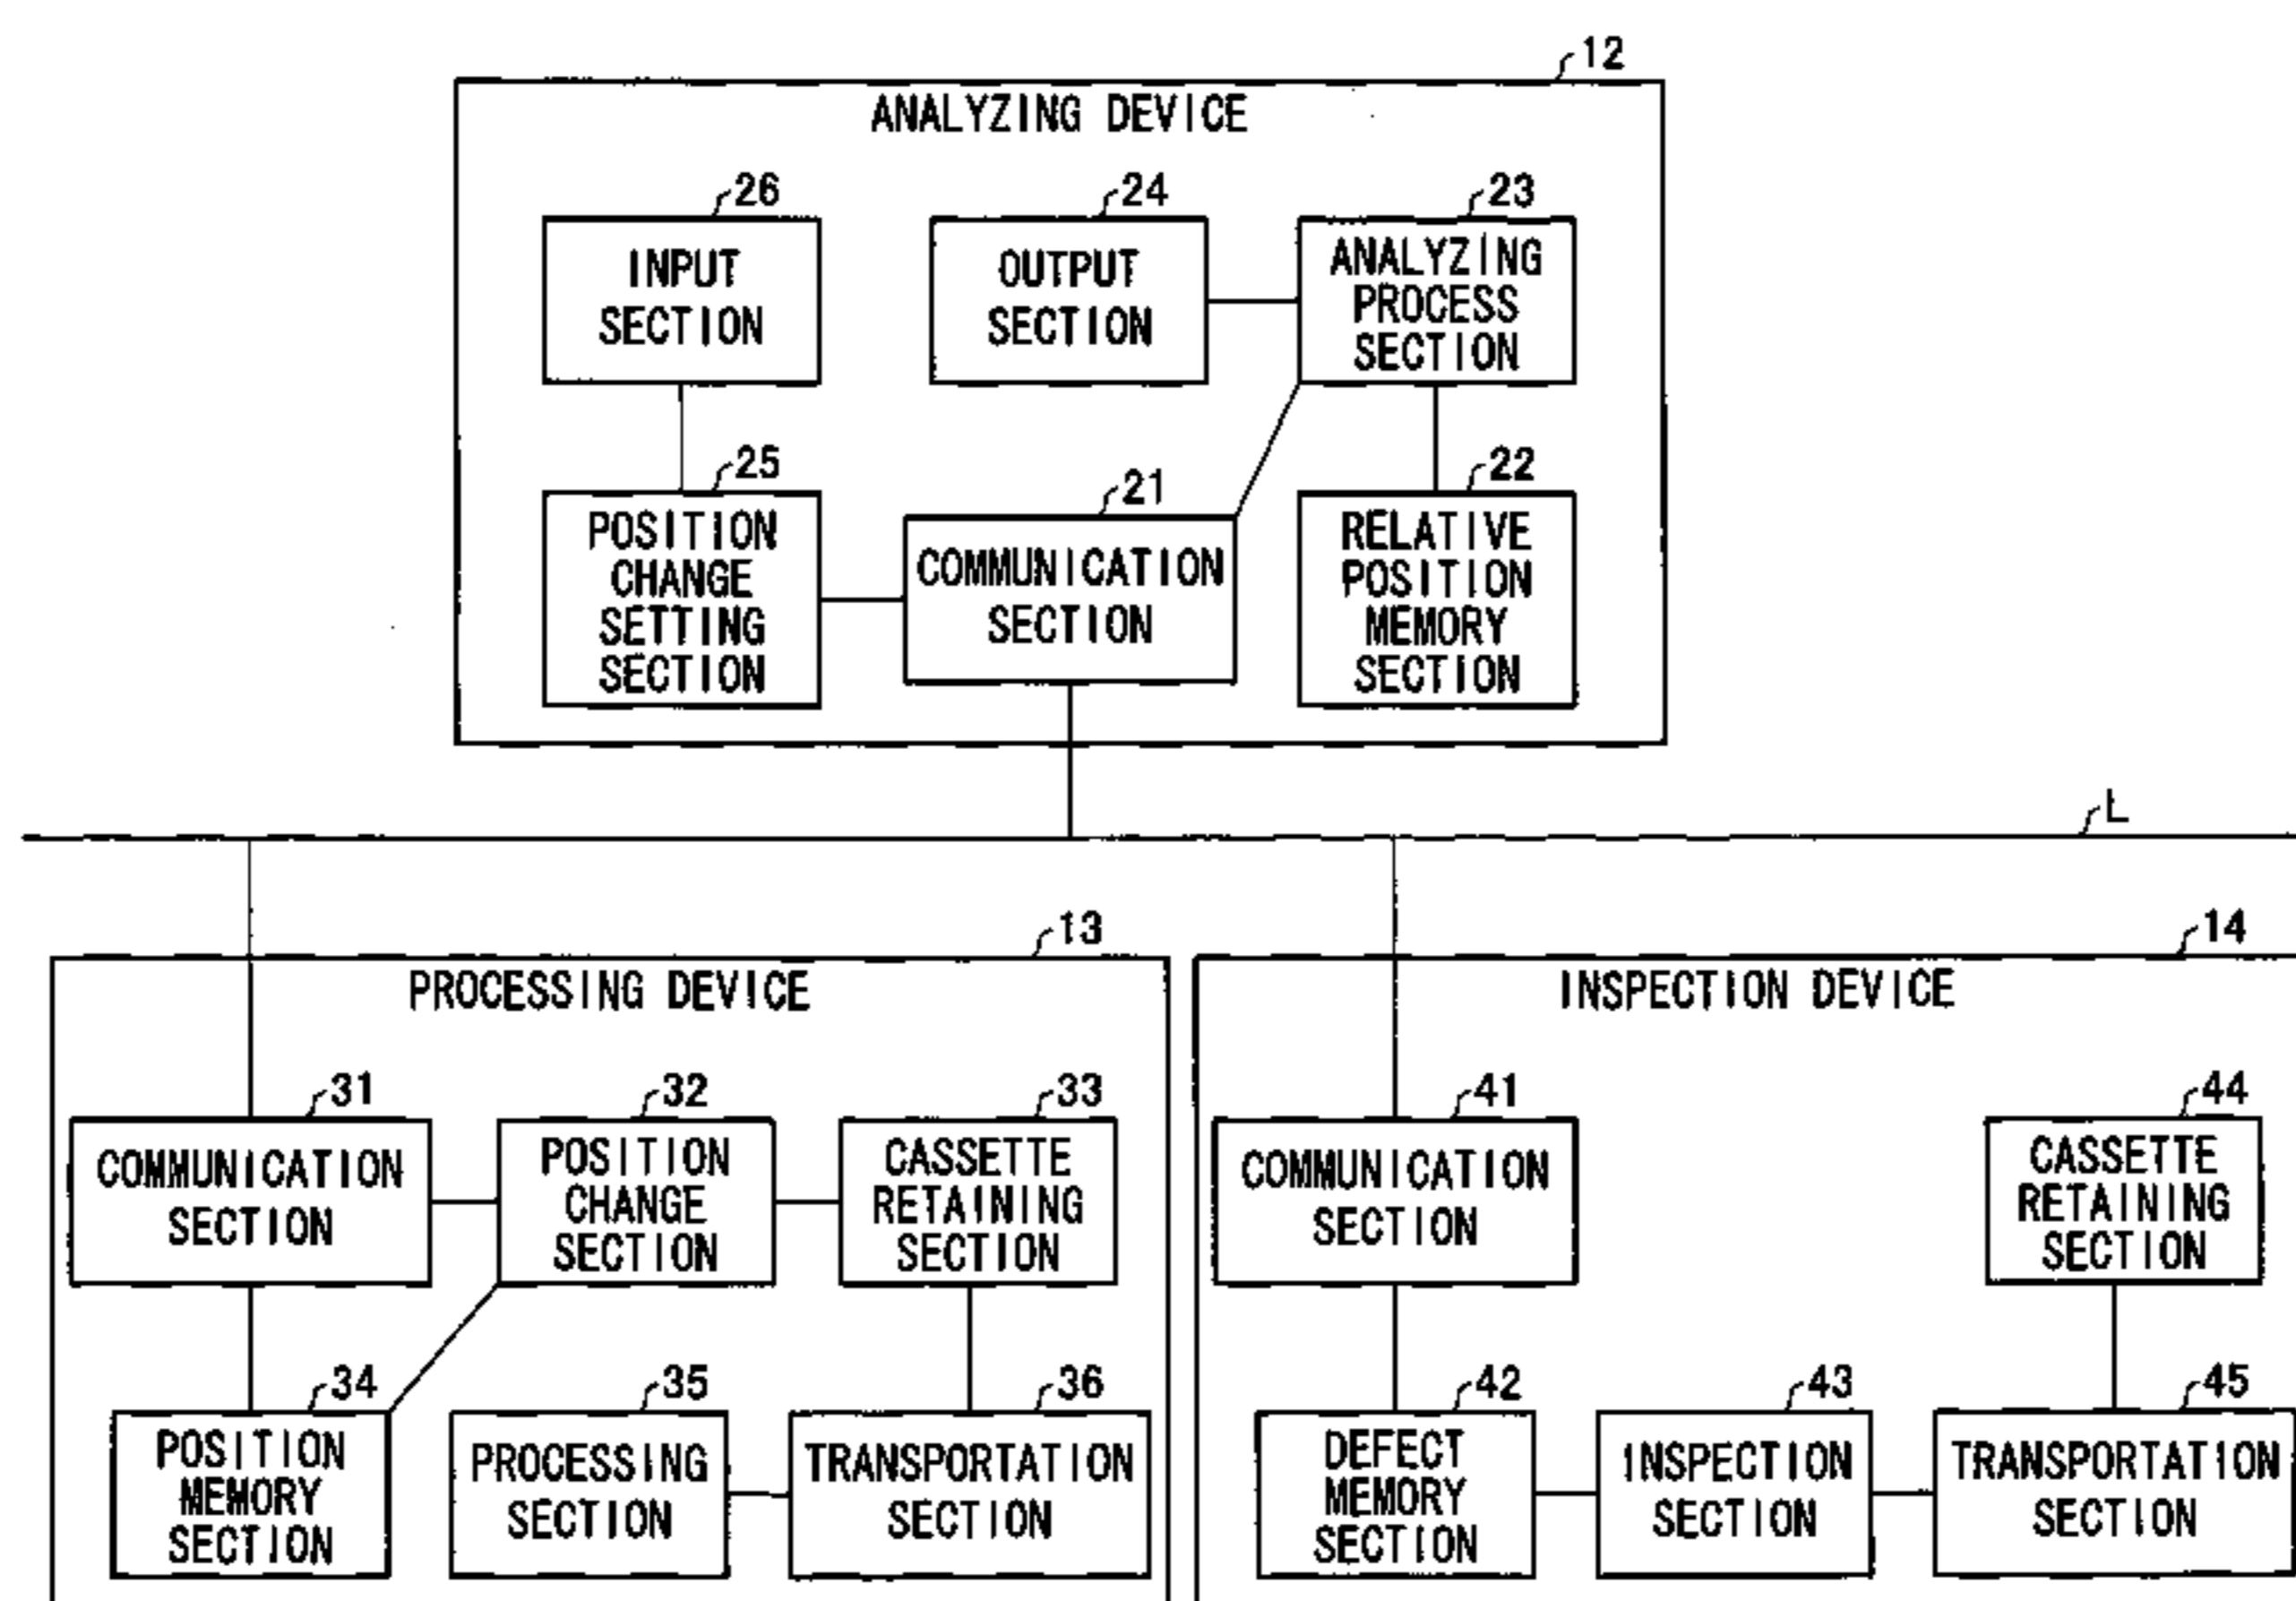 12
ANALYZING DEVICE
26
INPUT
SECTION
24
OUTPUT
SECTION
23
ANALYZING
PROCESS
SECTION
25
POSITION
CHANGE
SETTING
SECTION
21
COMMUNICATION
SECTION
22
RELATIVE
POSITION
MEMORY
SECTION
L
13
PROCESSING DEVICE
31
COMMUNICATION
SECTION
32
POSITION
CHANGE
SECTION
33
CASSETTE
RETAINING
SECTION
34
POSITION
MEMORY
SECTION
35
PROCESSING
SECTION
36
TRANSPORTATION
SECTION
14
INSPECTION DEVICE
41
COMMUNICATION
SECTION
44
CASSETTE
RETAINING
SECTION
42
DEFECT
MEMORY
SECTION
43
INSPECTION
SECTION
45
TRANSPORTATION
SECTION